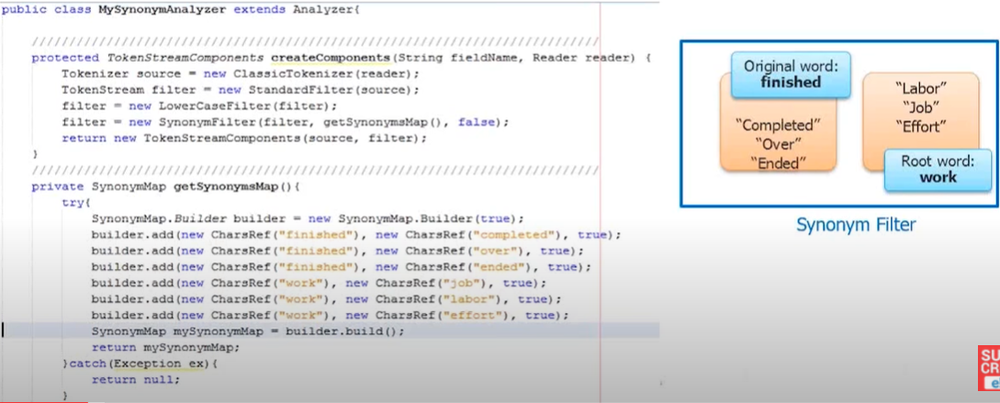 public class MySynonymAnalyzer extends Analyzer{
//////////////////////////////////////////////////////////////////////////////
protected TokenStreamComponents createComponents(String fieldName, Reader reader) {
Tokenizer source = new ClassicTokenizer(reader);
TokenStream filter = new StandardFilter(source);
filter = new LowerCaseFilter(filter);
filter = new SynonymFilter(filter, getSynonymsMap(), false);
return new TokenStreamComponents(source, filter);
}
//////////////////////////////////////////////////////////////////////////////
private SynonymMap getSynonymsMap(){
try{
SynonymMap.Builder builder = new SynonymMap.Builder(true);
builder.add(new CharsRef("finished"), new CharsRef("completed"), true);
builder.add(new CharsRef("finished"), new CharsRef("over"), true);
builder.add(new CharsRef("finished"), new CharsRef("ended"), true);
builder.add(new CharsRef("work"), new CharsRef("job"), true);
builder.add(new CharsRef("work"), new CharsRef("labor"), true);
builder.add(new CharsRef("work"), new CharsRef("effort"), true);
SynonymMap mySynonymMap = builder.build();
return mySynonymMap;
}catch(Exception ex){
return null;
}
Original word:
finished
"Completed"
"Over"
"Ended"
"Labor"
"Job"
"Effort"
Root word:
work
Synonym Filter
SU
CR
e